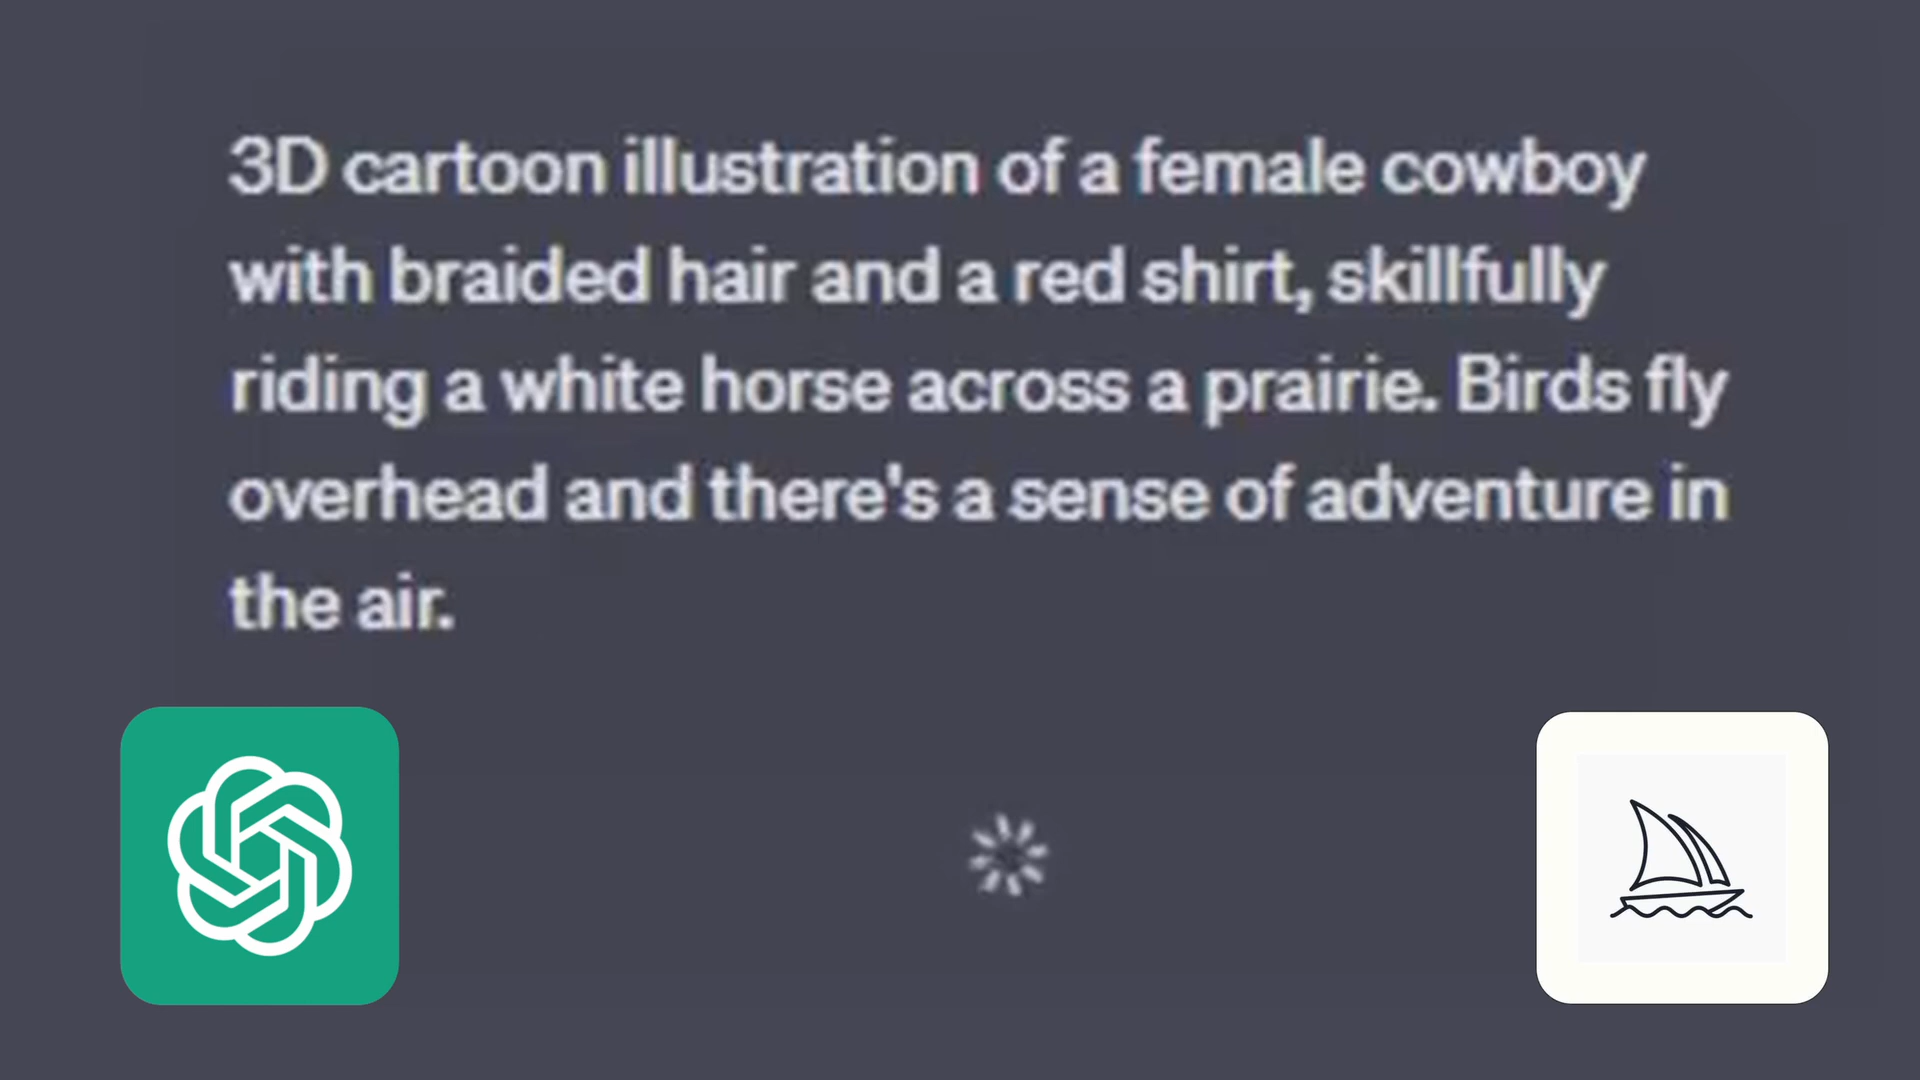 3D cartoon illustration of a female cowboy
with braided hair and a red shirt, skillfully
riding a white horse across a prairie. Birds fly
overhead and there's a sense of adventure in
the air.